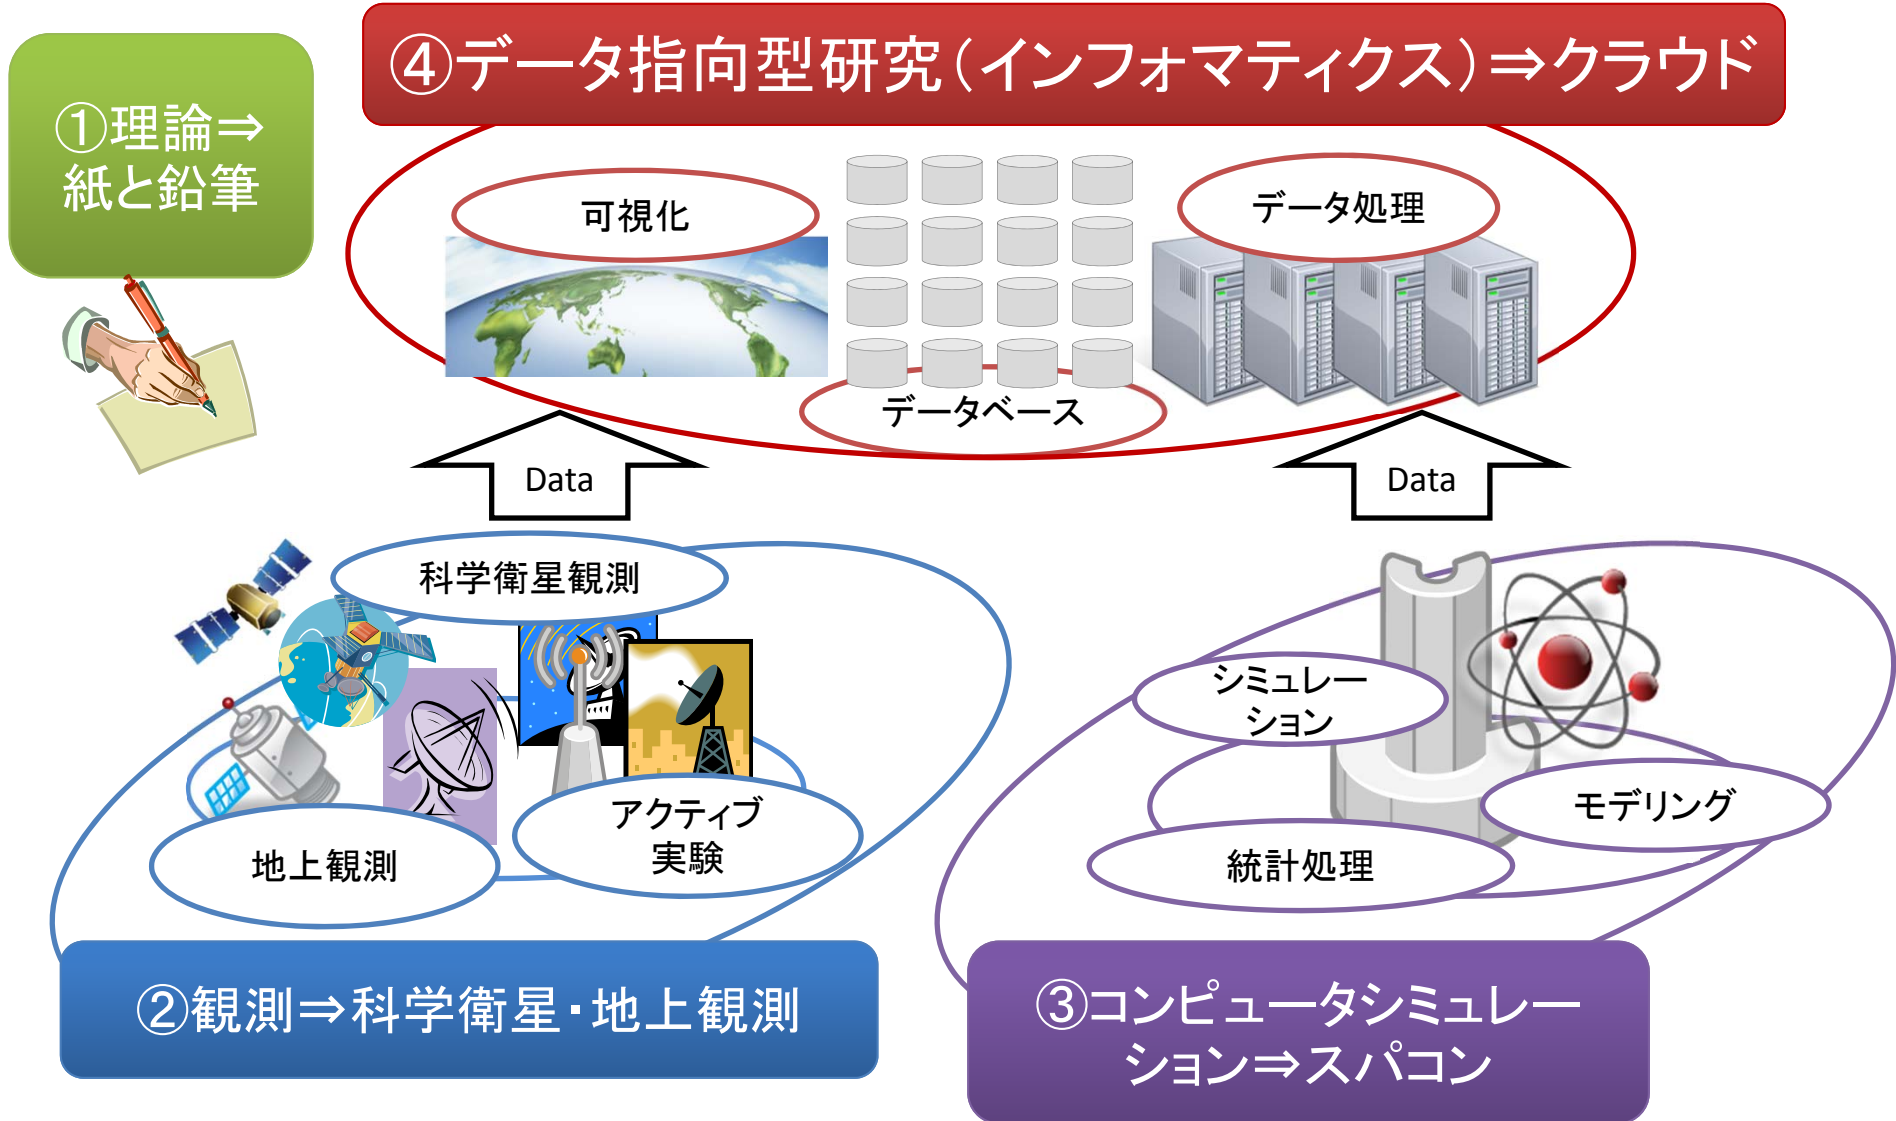 ④データ指向型研究（インフォマティクス）⇒クラウド
①理論⇒
紙と鉛筆
可視化
データ処理
データベース
Data
Data
科学衛星観測
シミュレー
ション
モデリング
アクティブ
実験
地上観測
統計処理
②観測⇒科学衛星・地上観測
③コンピュータシミュレー
ション⇒スパコン